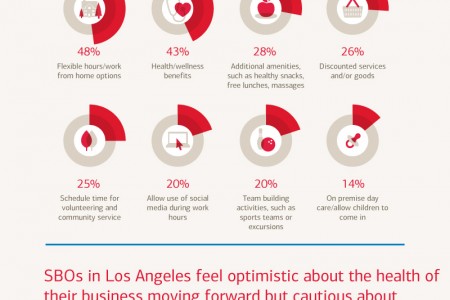 48%
Flexible hours/work
from home options
43%
Health/wellness
benefits
28%
Additional amenities,
such as healthy snacks,
free lunches, massages
26%
Discounted services
and/or goods
25%
Schedule time for
volunteering and
community service
20%
Allow use of social
media during work
hours
20%
Team building
activities, such as
sports teams or
excursions
14%
On premise day
care/allow children to
come in
SBOs in Los Angeles feel optimistic about the health of
their business moving forward but cautious about